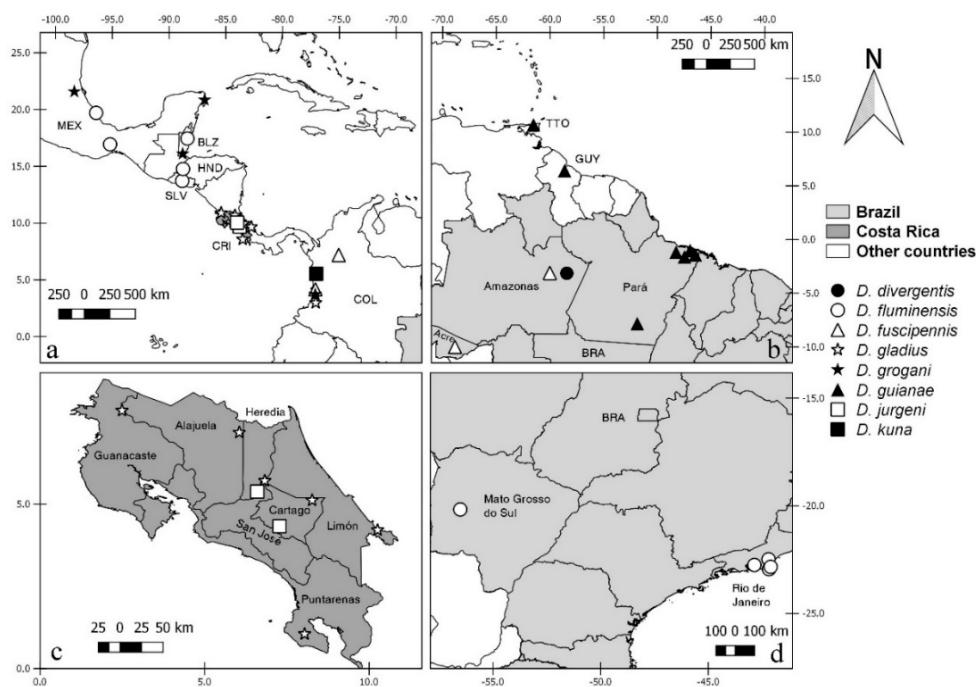 -100.0 -95.0 -90.0 -85.0 -80.0 -75.0 -70.0
25.0
20.0
15.0
10.0
5.0
0.0
MEX
BLZ
HND
SLV
CRI
COL
250 0 250 500 km
a
-65.0 -60.0 -55.0 -50.0 -45.0 -40.0
250 0 250 500 km
15.0
10.0
5.0
0.0
-5.0
-10.0
TTO
GUY
Amazonas
Pará
Acre
BRA
b
N
Brazil
Costa Rica
Other countries
D. divergentis
D. fluminensis
D. fuscipennis
D. gladius
D. grogani
D. guianae
D. jurgeni
D. kuna
Heredia
Alajuela
Guanacaste
5.0
Cartago
San José
Limón
Puntarenas
25 0 25 50 km
c
0.0
0.0 5.0 10.0
BRA
-15.0
Mato Grosso
do Sul
-20.0
Rio de
Janeiro
-25.0
100 0 100 km
d
-55.0 -50.0 -45.0